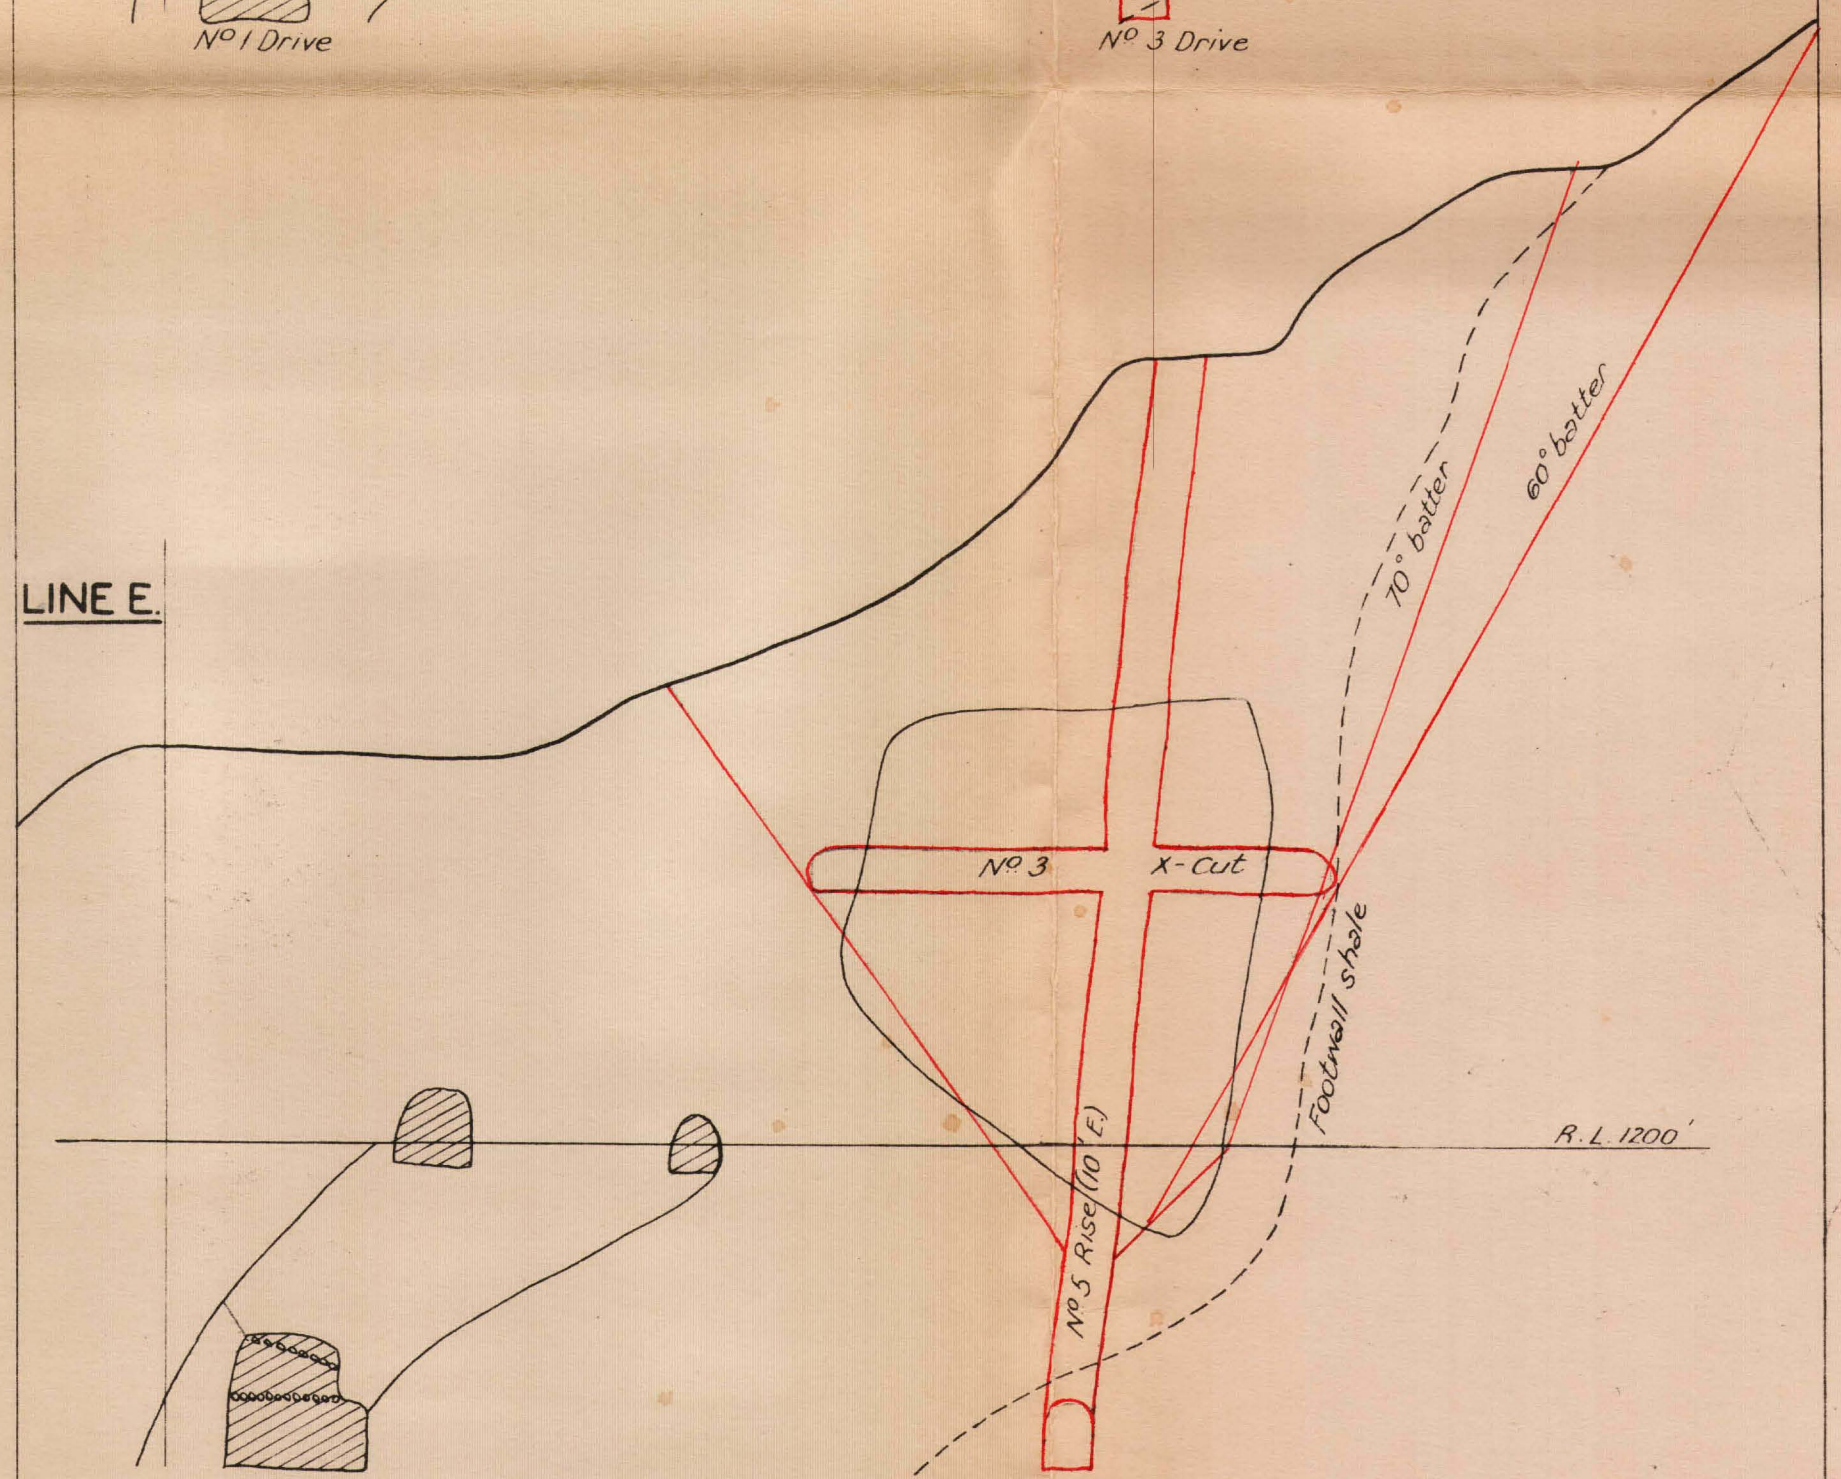 Nº 1 Drive
Nº 3 Drive
LINE E.
60° batter
70° batter
Nº 3 X-Cut
Footwall shale
R.L. 1200'
Nº 5 Rise (10' E.)